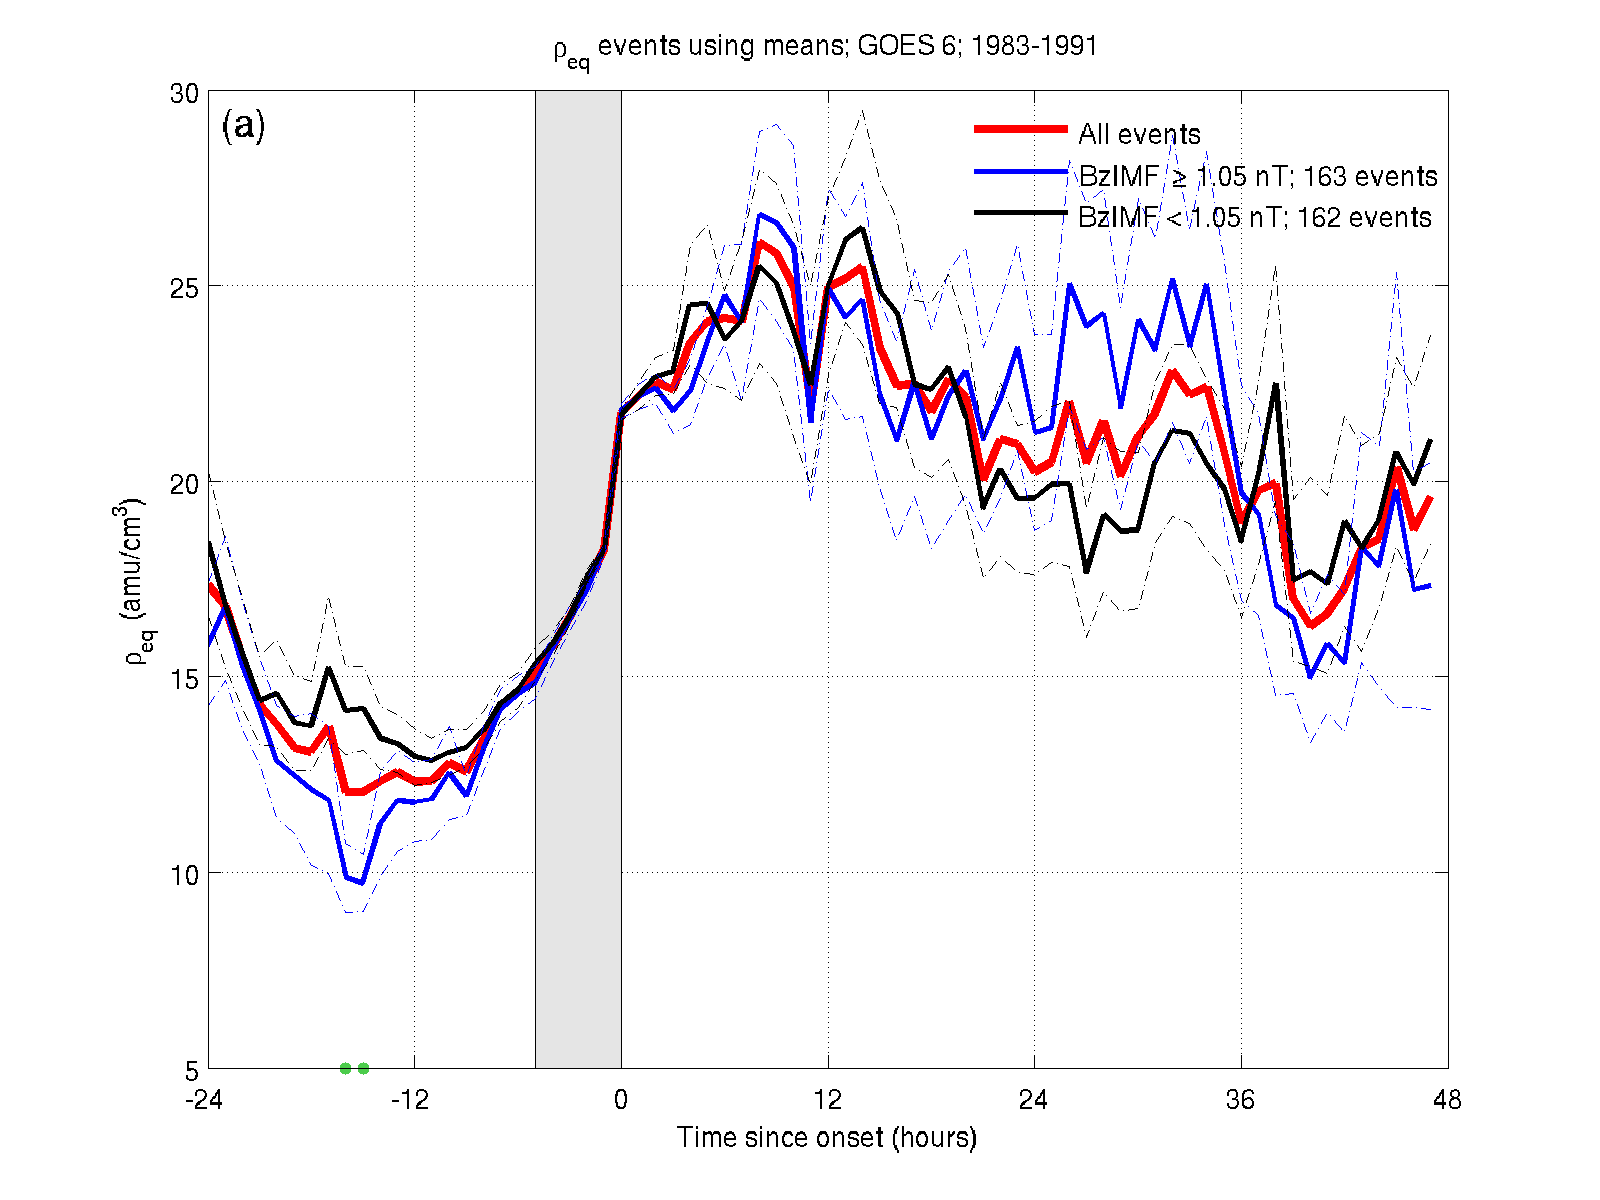 ρeq events using means; GOES 6; 1983-1991
(a)
All events
BzIMF ≥ 1.05 nT; 163 events
BzIMF < 1.05 nT; 162 events
30
25
20
15
10
5
ρeq (amu/cm³)
-24 -12 0 12 24 36 48
Time since onset (hours)